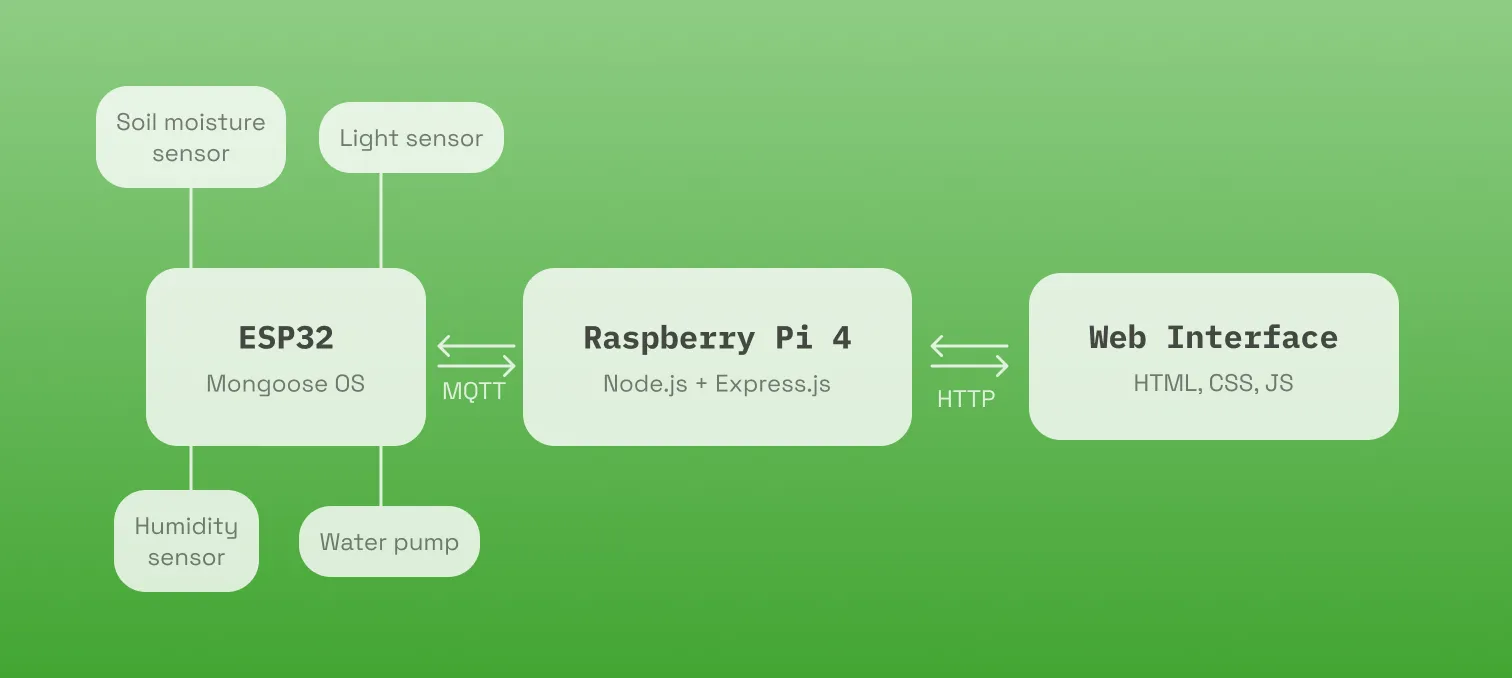 Soil moisture
sensor
Light sensor
ESP32
Mongoose OS
MQTT
Raspberry Pi 4
Node.js + Express.js
HTTP
Web Interface
HTML, CSS, JS
Humidity
sensor
Water pump